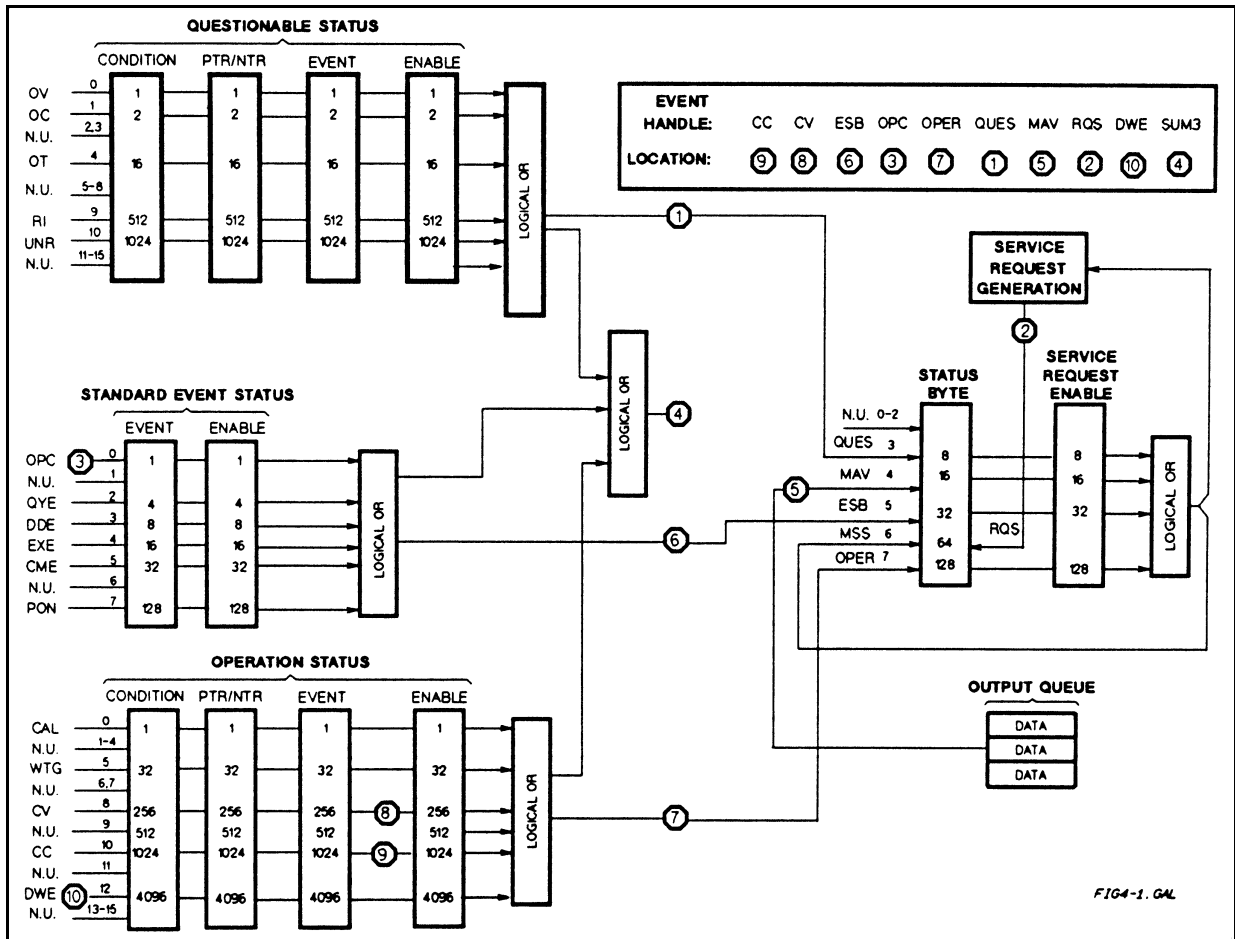 QUESTIONABLE STATUS
CONDITION PTR/NTR EVENT ENABLE
OV 0 1 1 1 1
OC 1 2 2 2 2
N.U. 2,3
OT 4 16 16 16 16
N.U. 5-8
RI 9 512 512 512 512
UNR 10 1024 1024 1024 1024
N.U. 11-15
LOGICAL OR
EVENT
HANDLE: CC CV ESB OPC OPER QUES MAV RQS DWE SUM3
LOCATION: 9 8 6 3 7 1 5 2 10 4
1
SERVICE
REQUEST
GENERATION
2
LOGICAL OR
4
STANDARD EVENT STATUS
EVENT ENABLE
OPC 3 0 1 1
N.U. 1
QYE 2 4 4
DDE 3 8 8
EXE 4 16 16
CME 5 32 32
N.U. 6
PON 7 128 128
LOGICAL OR
6
STATUS
BYTE
SERVICE
REQUEST
ENABLE
N.U. 0-2
QUES 3 8 8
5 MAV 4 16 16
ESB 5 32 32
MSS 6 64 RQS
OPER 7 128 128
LOGICAL OR
OPERATION STATUS
CONDITION PTR/NTR EVENT ENABLE
CAL 0 1 1 1 1
N.U. 1-4
WTG 5 32 32 32 32
N.U. 6,7
CV 8 256 256 256 8 256
N.U. 9 512 512 512 512
CC 10 1024 1024 1024 9 1024
N.U. 11
DWE 10 12 4096 4096 4096 4096
N.U. 13-15
LOGICAL OR
7
OUTPUT QUEUE
DATA
DATA
DATA
FIG4-1.GAL